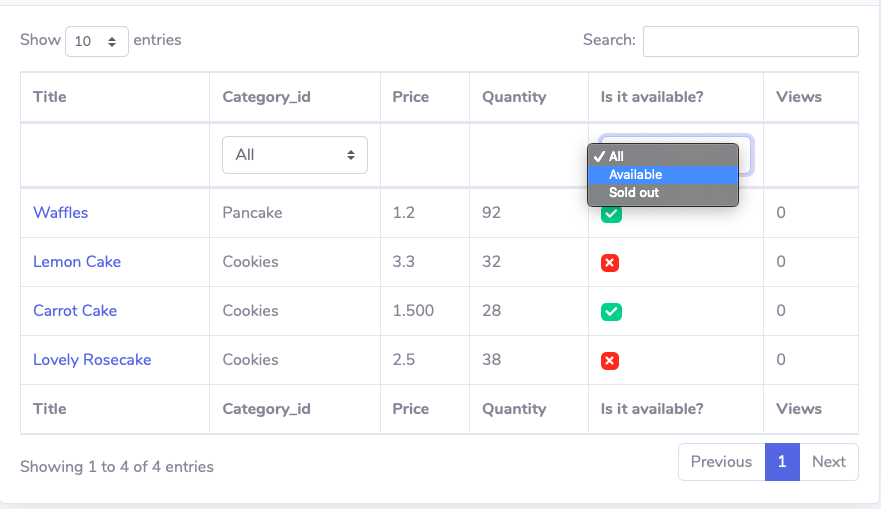 Show 10 entries Search:
Title Category_id Price Quantity Is it available? Views
All
All
Available
Sold out
Waffles Pancake 1.2 92 0
Lemon Cake Cookies 3.3 32 0
Carrot Cake Cookies 1.500 28 0
Lovely Rosecake Cookies 2.5 38 0
Title Category_id Price Quantity Is it available? Views
Showing 1 to 4 of 4 entries Previous 1 Next